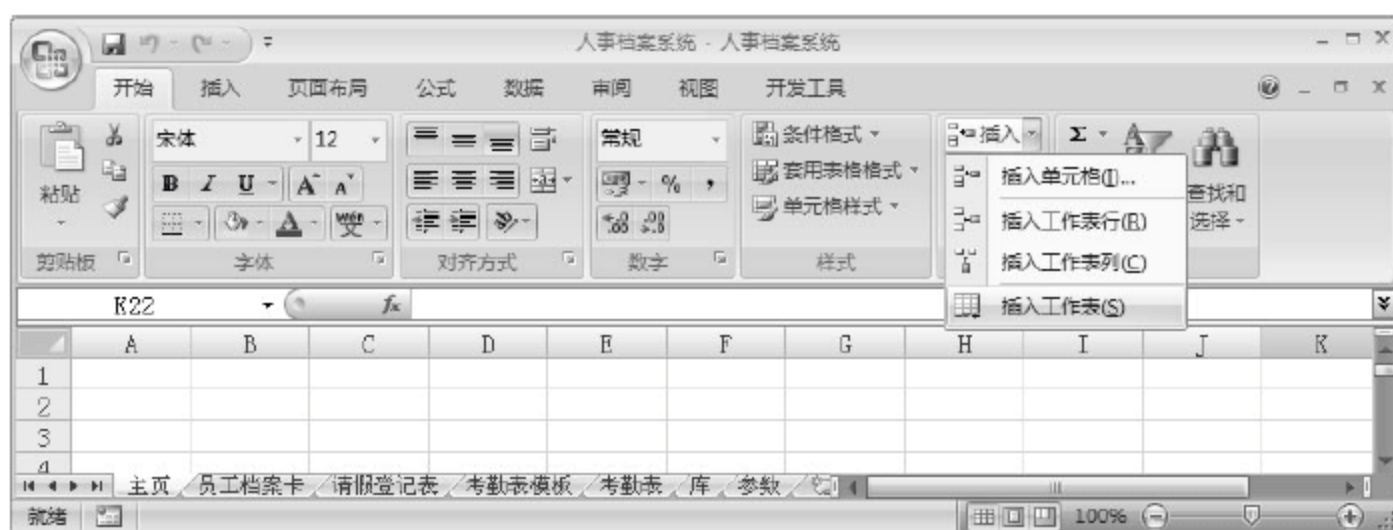 人事档案系统 - 人事档案系统
开始 插入 页面布局 公式 数据 审阅 视图 开发工具
宋体 12 常规 条件格式 插入 Σ
粘贴 B I U A A % , 套用表格格式 插入单元格(I)... 查找和
A wén .00 .0 单元格样式 插入工作表行(R) 选择
剪贴板 字体 对齐方式 数字 样式 插入工作表列(C)
K22 fx 插入工作表(S)
A B C D E F G H I J K
1
2
3
4
主页 员工档案卡 请假登记表 考勤表模板 考勤表 库 参数
就绪 100%